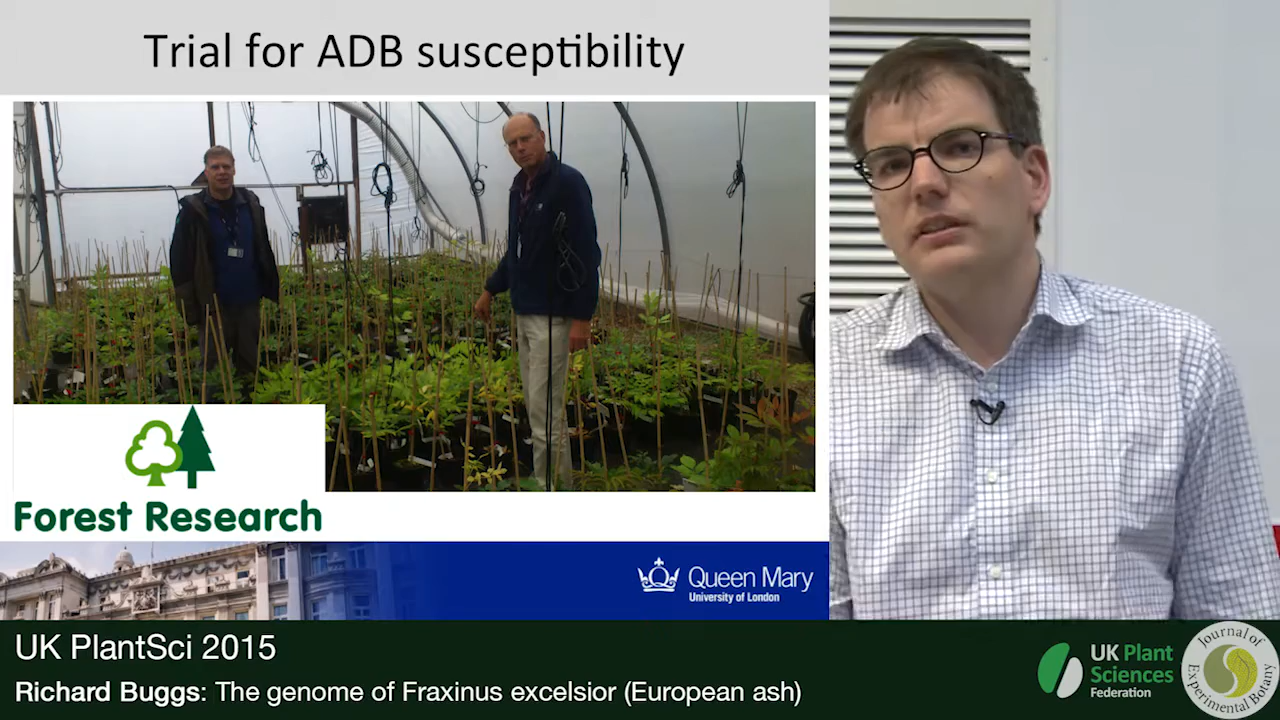 Trial for ADB susceptibility
Forest Research
Queen Mary
University of London
UK PlantSci 2015
Richard Buggs: The genome of Fraxinus excelsior (European ash)
UK Plant
Sciences
Federation
Journal of
Experimental Botany